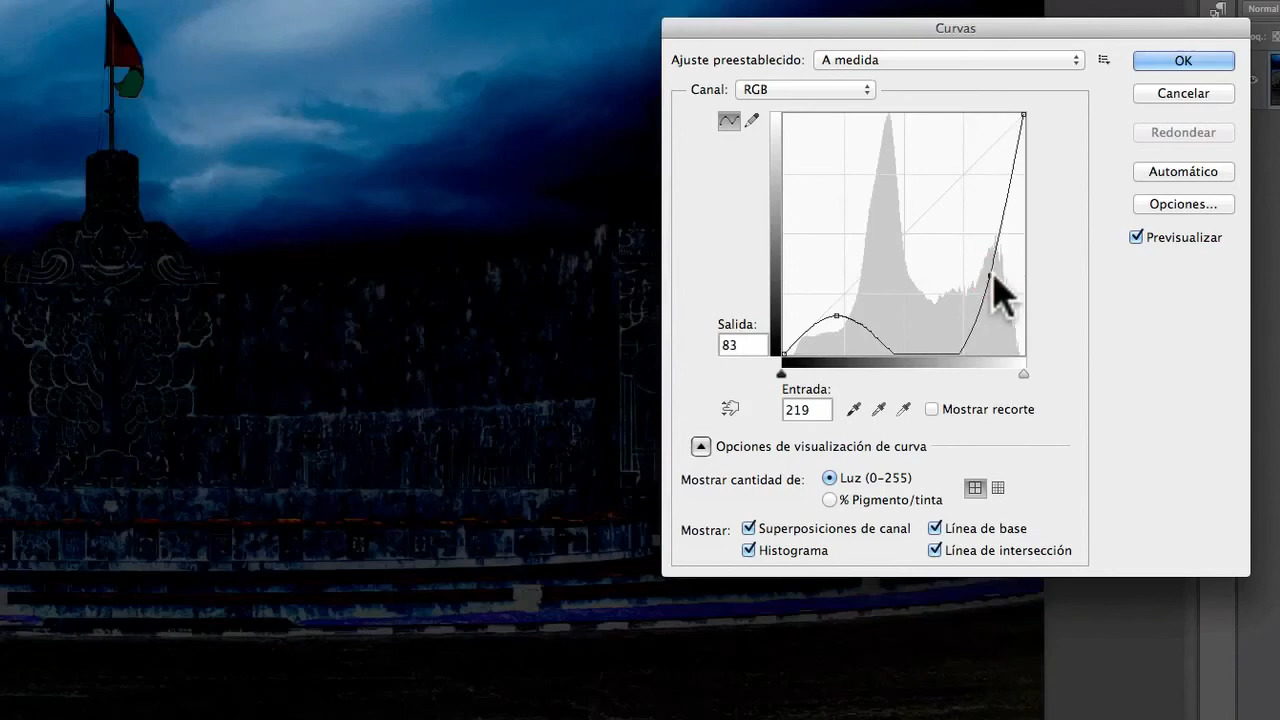 Normal
Curvas
oq.:
Ajuste preestablecido: A medida
OK
Canal: RGB
Cancelar
Redondear
Automático
Opciones...
Previsualizar
Salida:
83
Entrada:
219
Mostrar recorte
Opciones de visualización de curva
Mostrar cantidad de:
Luz (0-255)
% Pigmento/tinta
Mostrar:
Superposiciones de canal
Línea de base
Histograma
Línea de intersección